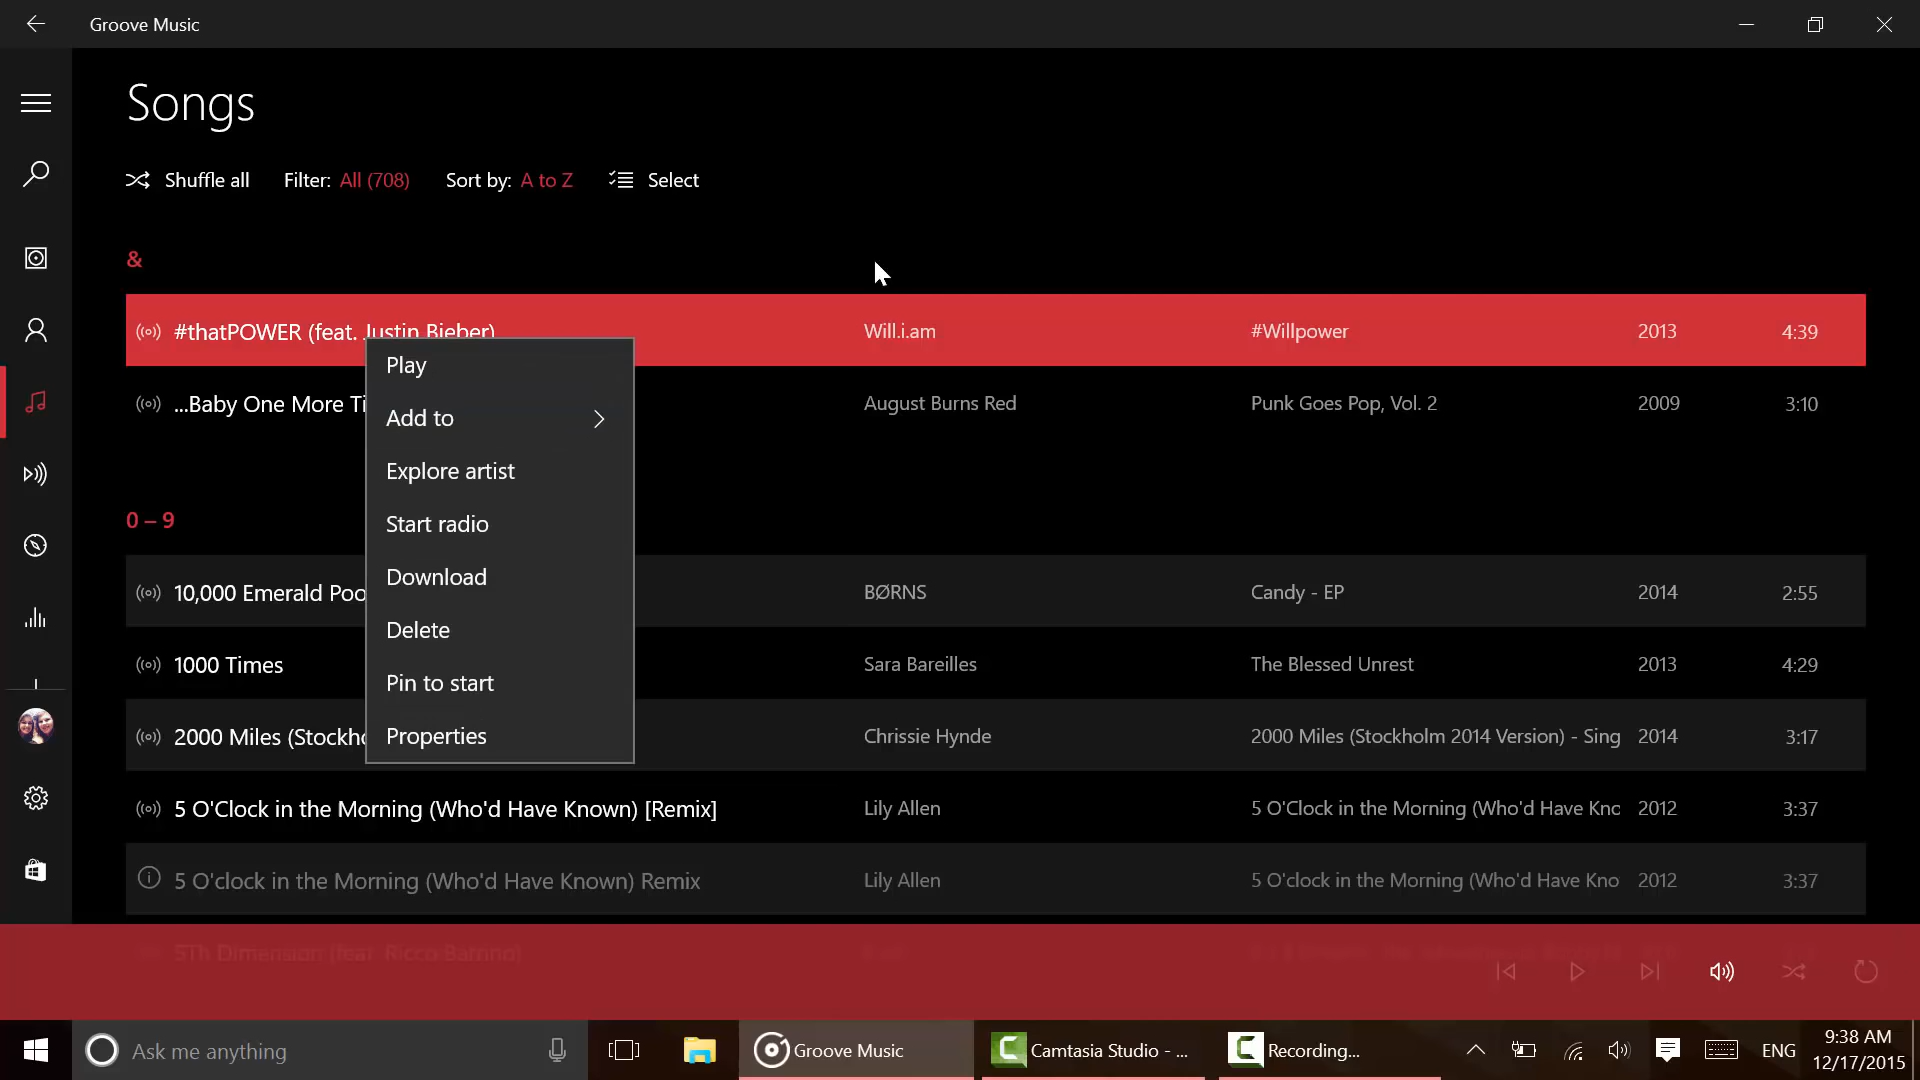 Groove Music
Songs
Shuffle all Filter: All (708) Sort by: A to Z Select
&
#thatPOWER (feat. Justin Bieber) Will.i.am #Willpower 2013 4:39
Play
...Baby One More Ti August Burns Red Punk Goes Pop, Vol. 2 2009 3:10
Add to
Explore artist
0 – 9
Start radio
Download
10,000 Emerald Poo BØRNS Candy - EP 2014 2:55
Delete
1000 Times Sara Bareilles The Blessed Unrest 2013 4:29
Pin to start
2000 Miles (Stockho Chrissie Hynde 2000 Miles (Stockholm 2014 Version) - Sing 2014 3:17
Properties
5 O'Clock in the Morning (Who'd Have Known) [Remix] Lily Allen 5 O'Clock in the Morning (Who'd Have Knc 2012 3:37
5 O'clock in the Morning (Who'd Have Known) Remix Lily Allen 5 O'clock in the Morning (Who'd Have Kno 2012 3:37
5Th Dimension (feat. Ricco Barrino)
Ask me anything Groove Music Camtasia Studio - ... Recording... ENG 9:38 AM
12/17/2015